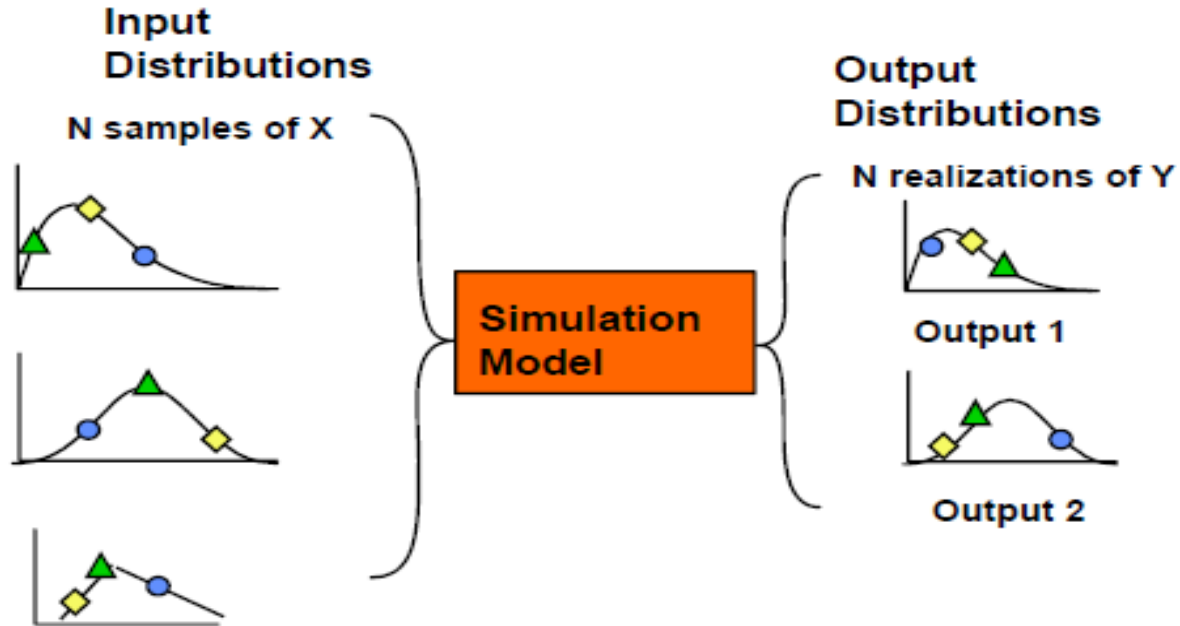 Input
Distributions
N samples of X
Simulation
Model
Output
Distributions
N realizations of Y
Output 1
Output 2